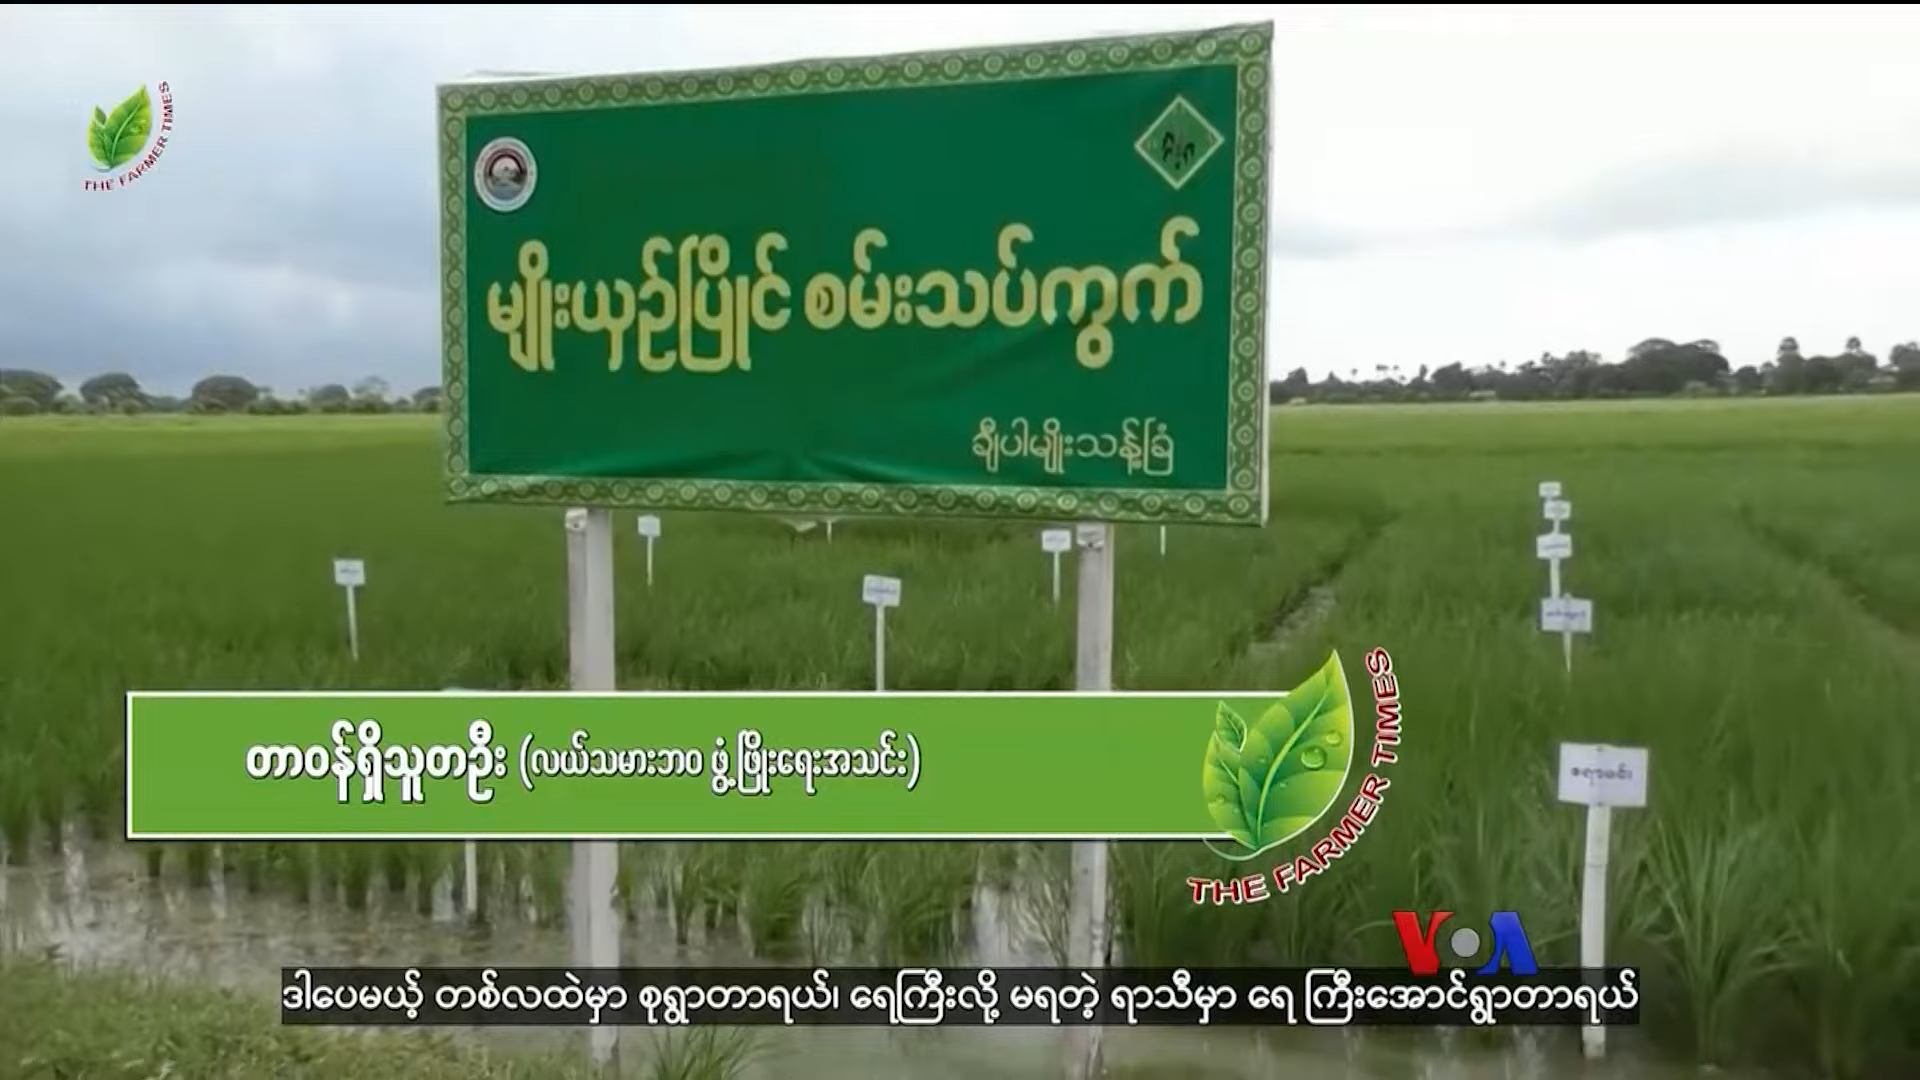 THE FARMER TIMES
မျိုးယှဉ်ပြိုင် စမ်းသပ်ကွက်
ချီပါမျိုးသန့်ခြံ
တာဝန်ရှိသူတဦး (လယ်သမားဘဝ ဖွံ့ဖြိုးရေးအသင်း)
THE FARMER TIMES
VOA
ဒါပေမယ့် တစ်လထဲမှာ စုရွာတာရယ်၊ ရေကြီးလို့ မရတဲ့ ရာသီမှာ ရေ ကြီးအောင်ရွာတာရယ်